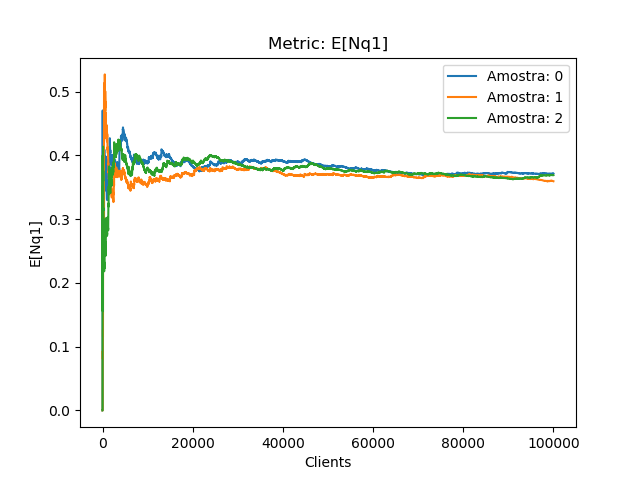 Metric: E[Nq1]
Amostra: 0
Amostra: 1
Amostra: 2
E[Nq1]
0.5
0.4
0.3
0.2
0.1
0.0
0 20000 40000 60000 80000 100000
Clients